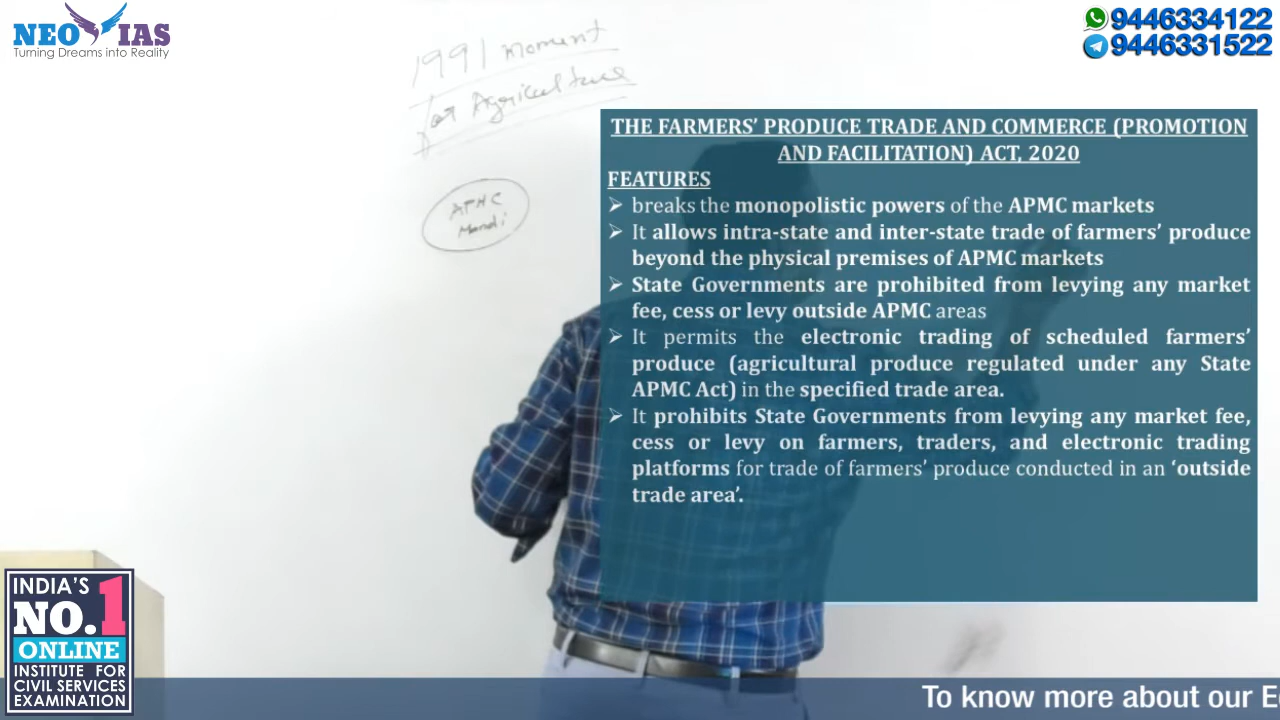 NEO IAS
Turning Dreams into Reality
9446334122
9446331522
1991 Moment
for Agriculture
APMC
Mandi
THE FARMERS’ PRODUCE TRADE AND COMMERCE (PROMOTION
AND FACILITATION) ACT, 2020
FEATURES
➢ breaks the monopolistic powers of the APMC markets
➢ It allows intra-state and inter-state trade of farmers’ produce
beyond the physical premises of APMC markets
➢ State Governments are prohibited from levying any market
fee, cess or levy outside APMC areas
➢ It permits the electronic trading of scheduled farmers’
produce (agricultural produce regulated under any State
APMC Act) in the specified trade area.
➢ It prohibits State Governments from levying any market fee,
cess or levy on farmers, traders, and electronic trading
platforms for trade of farmers’ produce conducted in an ‘outside
trade area’.
INDIA’S
NO.1
ONLINE
INSTITUTE FOR
CIVIL SERVICES
EXAMINATION
To know more about our E